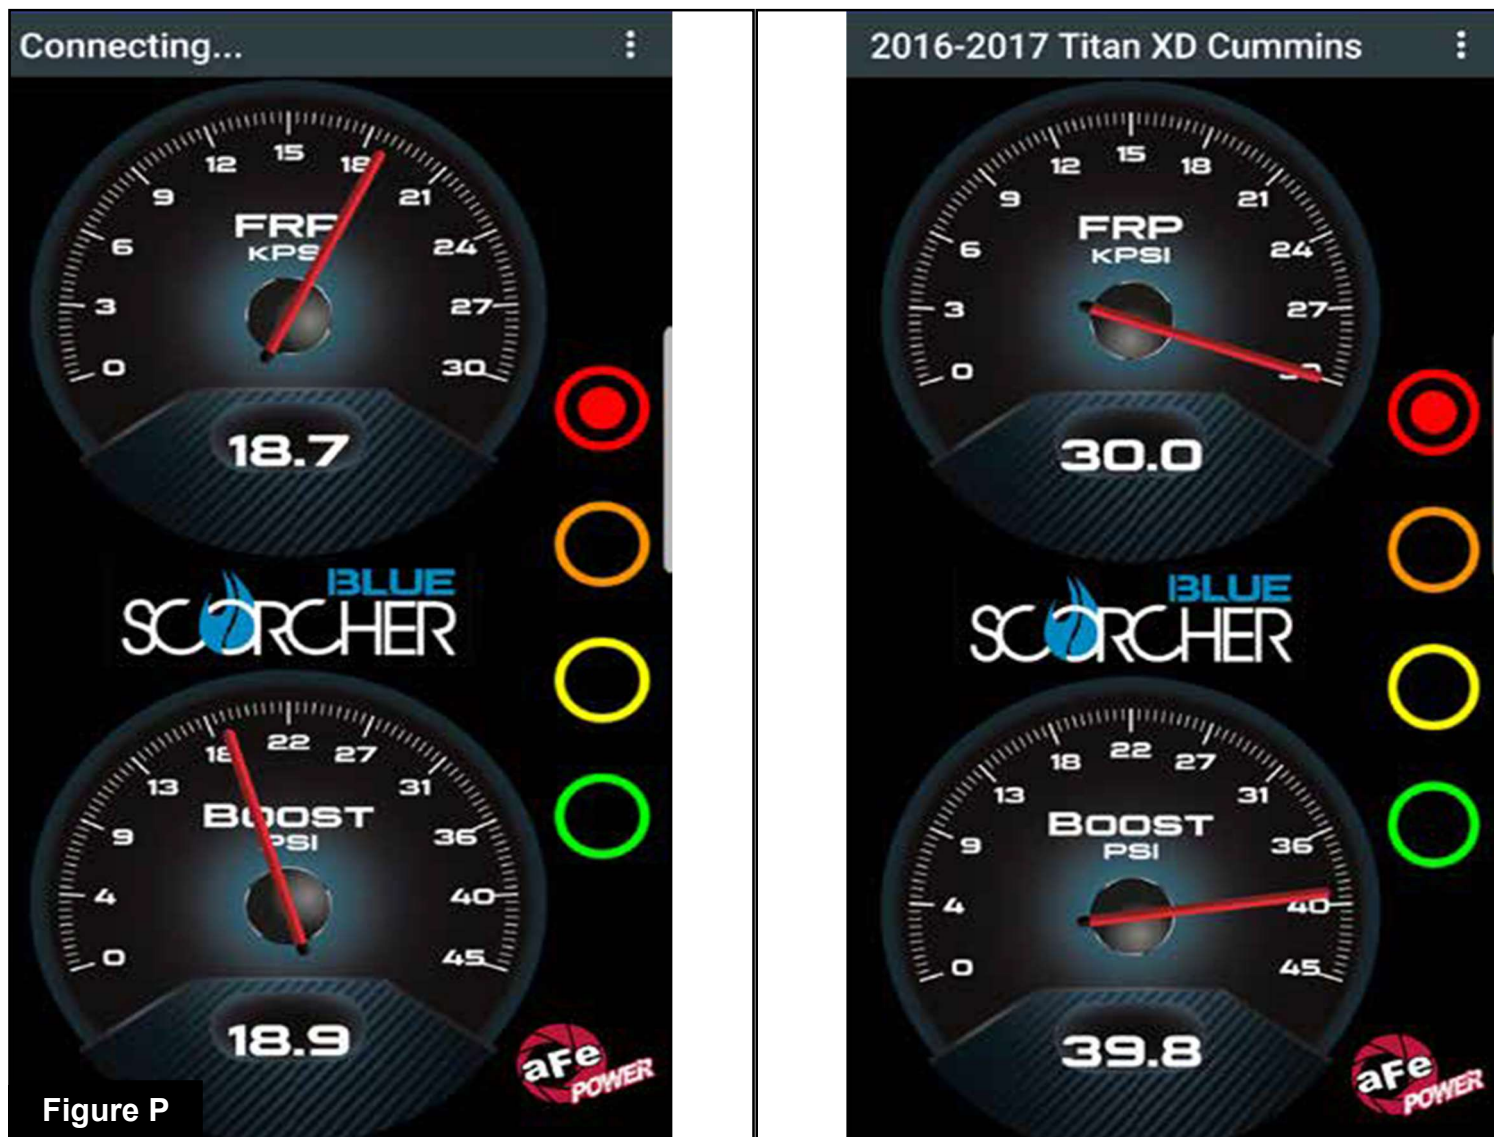 Connecting...
12 15 18
9 21
6 24
3 27
0 30
FRP
KPSI
18.7
BLUE
SCORCHER
18 22 27
13 31
9 36
4 40
0 45
BOOST
PSI
18.9
aFe
POWER
Figure P
2016-2017 Titan XD Cummins
12 15 18
9 21
6 24
3 27
0 30
FRP
KPSI
30.0
BLUE
SCORCHER
18 22 27
13 31
9 36
4 40
0 45
BOOST
PSI
39.8
aFe
POWER